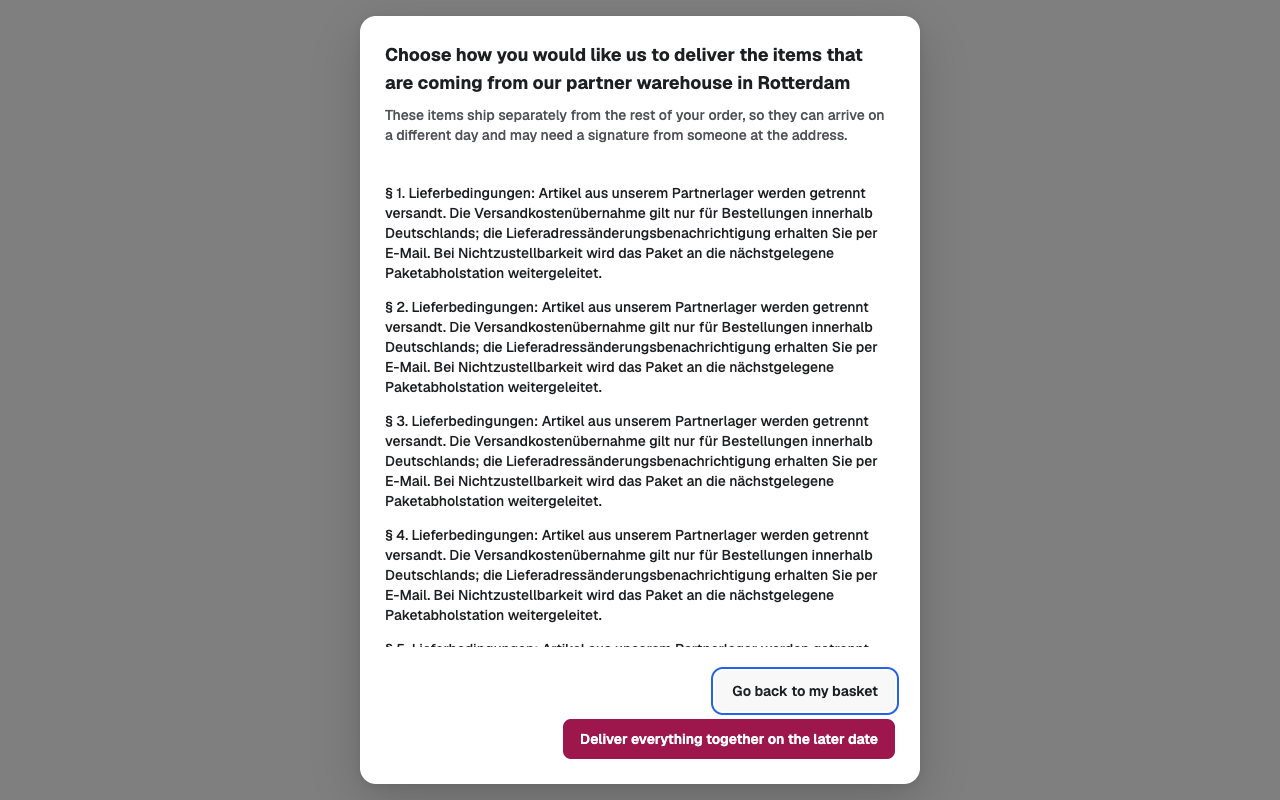 Choose how you would like us to deliver the items that
are coming from our partner warehouse in Rotterdam
These items ship separately from the rest of your order, so they can arrive on
a different day and may need a signature from someone at the address.
§ 1. Lieferbedingungen: Artikel aus unserem Partnerlager werden getrennt
versandt. Die Versandkostenübernahme gilt nur für Bestellungen innerhalb
Deutschlands; die Lieferadressänderungsbenachrichtigung erhalten Sie per
E-Mail. Bei Nichtzustellbarkeit wird das Paket an die nächstgelegene
Paketabholstation weitergeleitet.
§ 2. Lieferbedingungen: Artikel aus unserem Partnerlager werden getrennt
versandt. Die Versandkostenübernahme gilt nur für Bestellungen innerhalb
Deutschlands; die Lieferadressänderungsbenachrichtigung erhalten Sie per
E-Mail. Bei Nichtzustellbarkeit wird das Paket an die nächstgelegene
Paketabholstation weitergeleitet.
§ 3. Lieferbedingungen: Artikel aus unserem Partnerlager werden getrennt
versandt. Die Versandkostenübernahme gilt nur für Bestellungen innerhalb
Deutschlands; die Lieferadressänderungsbenachrichtigung erhalten Sie per
E-Mail. Bei Nichtzustellbarkeit wird das Paket an die nächstgelegene
Paketabholstation weitergeleitet.
§ 4. Lieferbedingungen: Artikel aus unserem Partnerlager werden getrennt
versandt. Die Versandkostenübernahme gilt nur für Bestellungen innerhalb
Deutschlands; die Lieferadressänderungsbenachrichtigung erhalten Sie per
E-Mail. Bei Nichtzustellbarkeit wird das Paket an die nächstgelegene
Paketabholstation weitergeleitet.
Go back to my basket
Deliver everything together on the later date